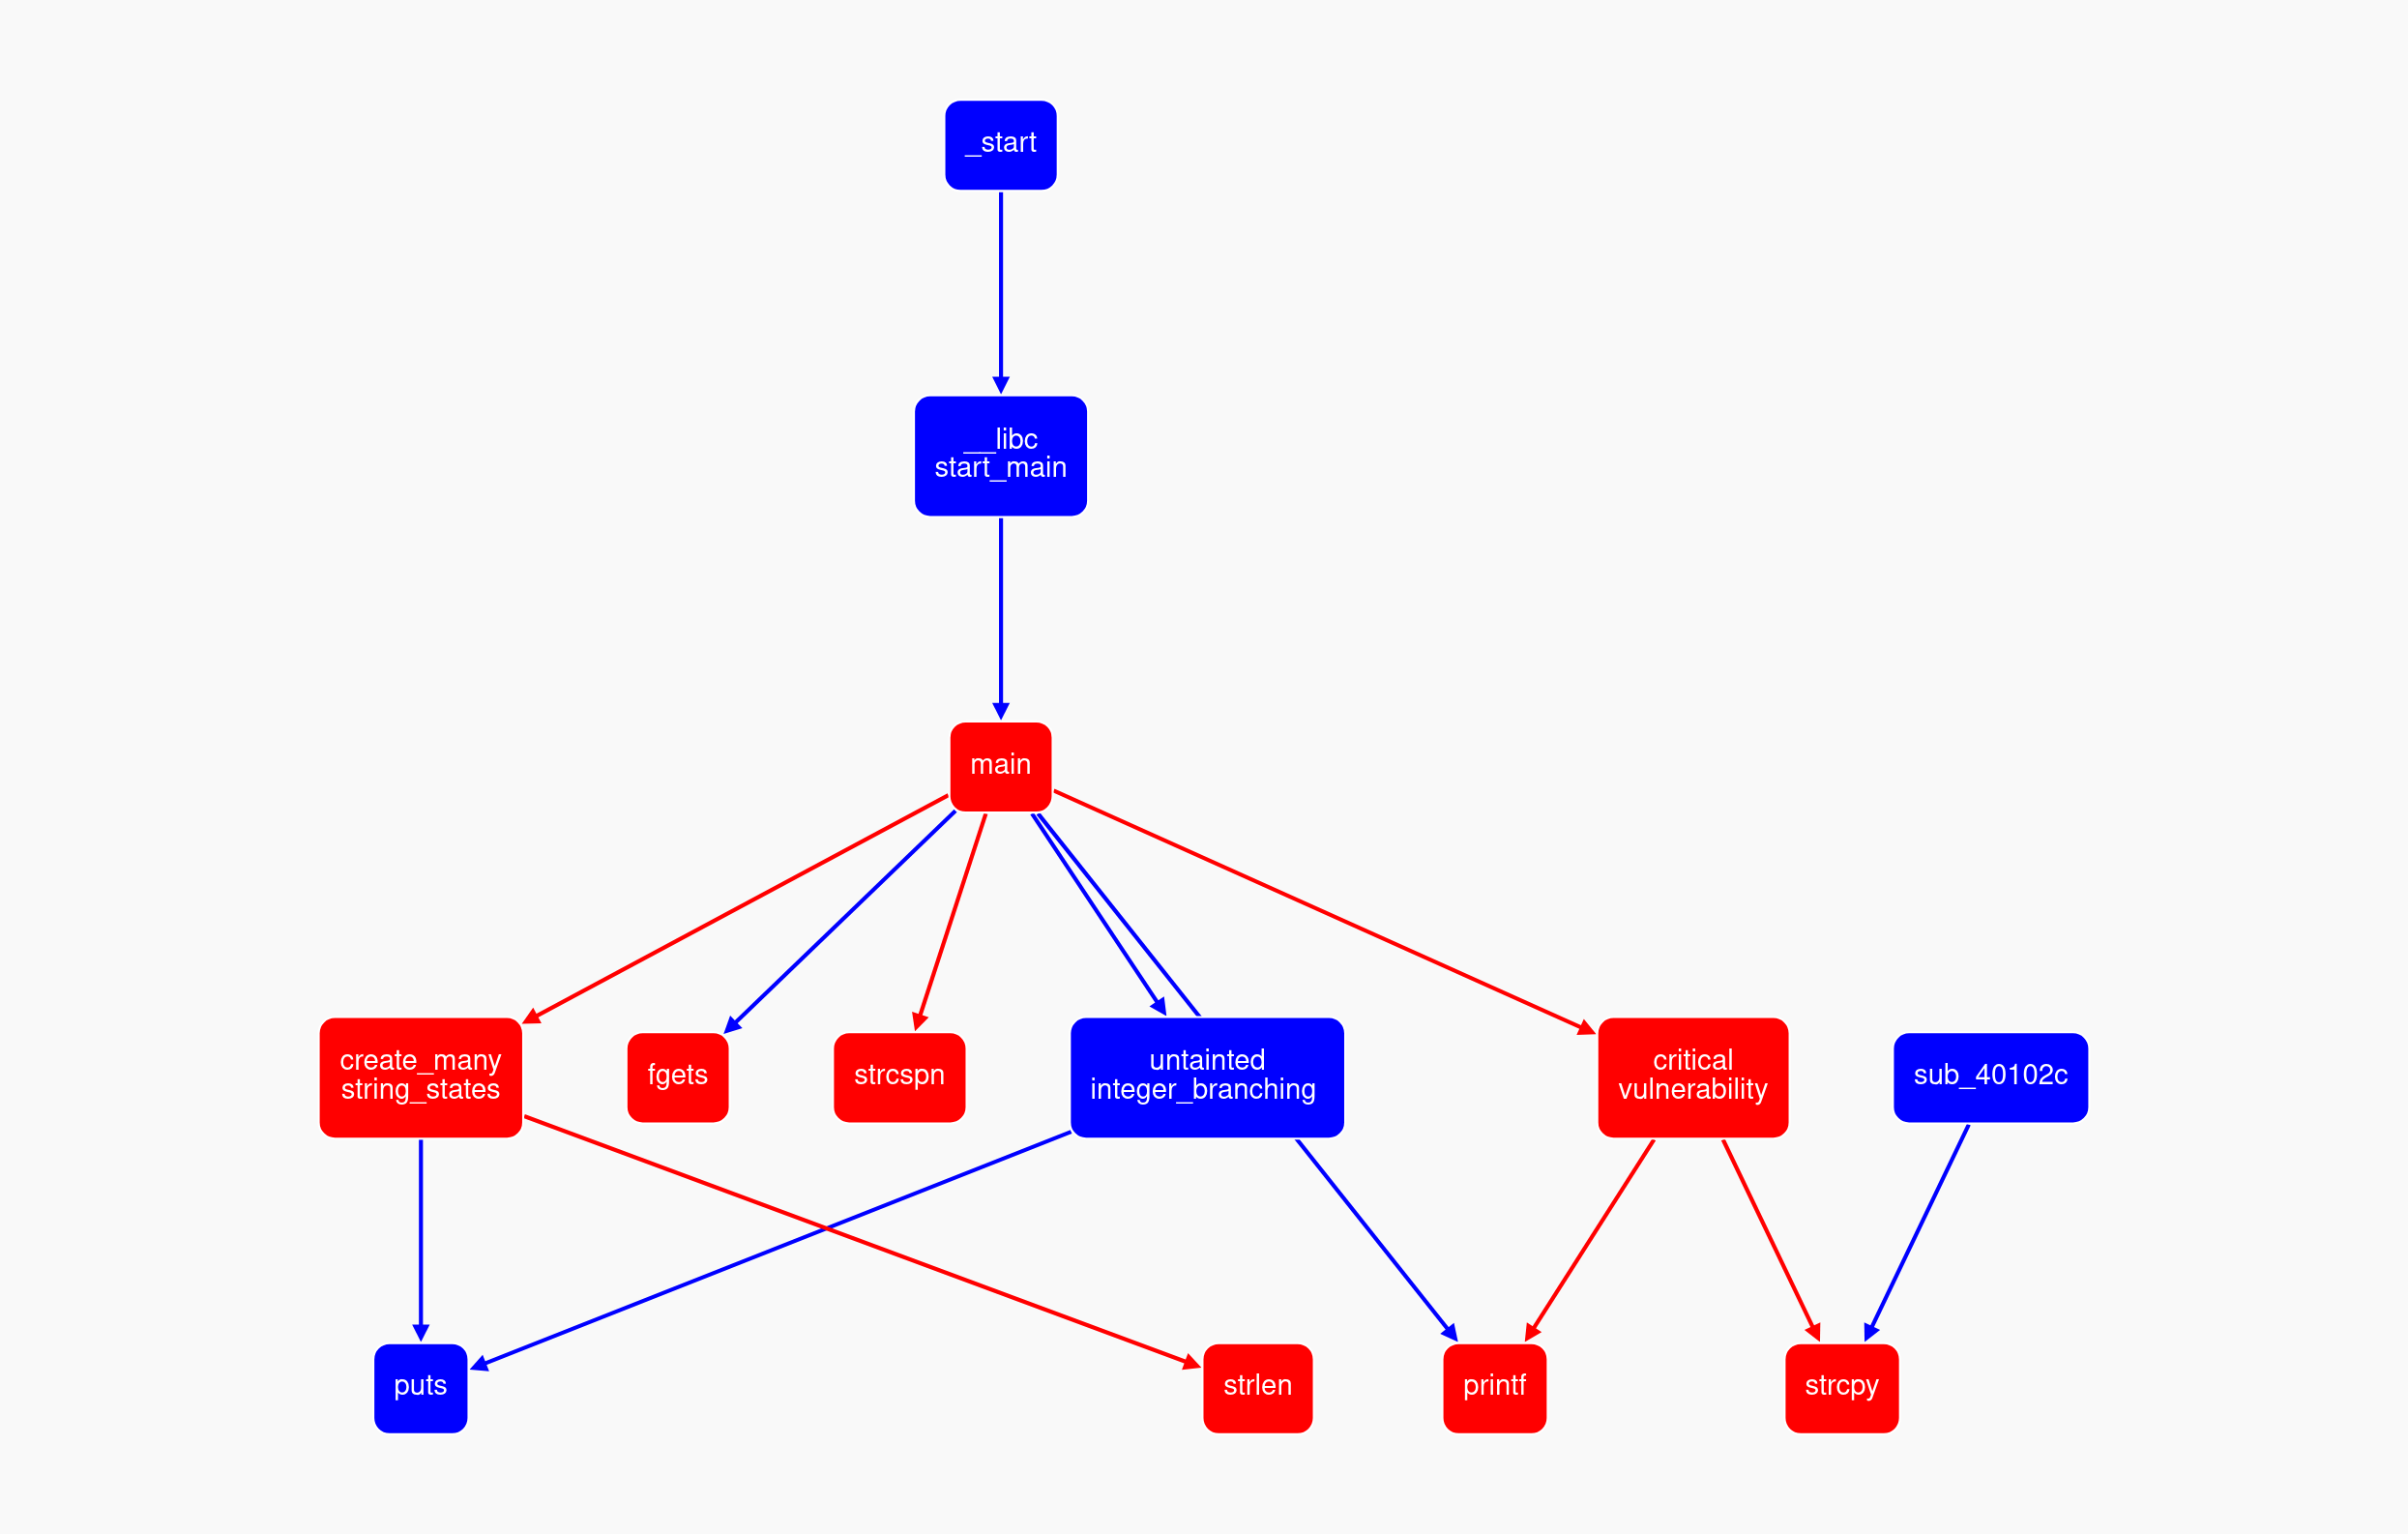 _start
__libc
start_main
main
create_many
string_states
fgets
strcspn
untainted
integer_branching
critical
vulnerability
sub_40102c
puts
strlen
printf
strcpy